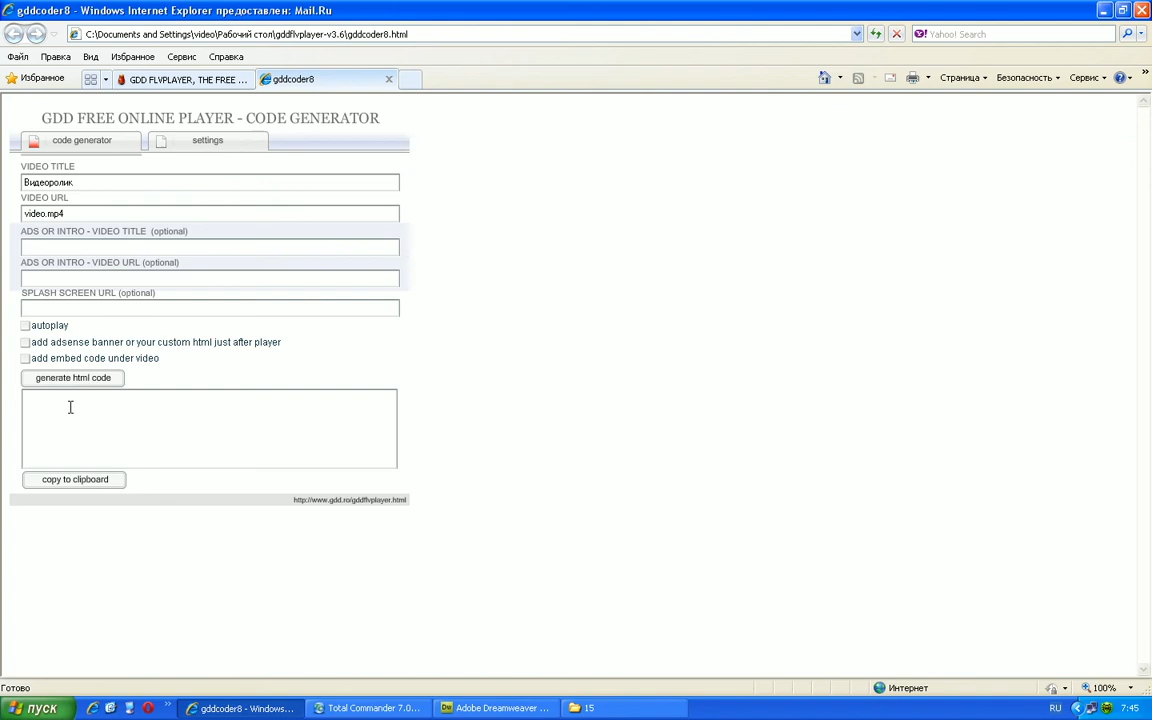 gddcoder8 - Windows Internet Explorer предоставлен: Mail.Ru
C:\Documents and Settings\video\Рабочий стол\gddflvplayer-v3.6\gddcoder8.html
Yahoo! Search
Файл Правка Вид Избранное Сервис Справка
Избранное GDD FLVPLAYER, THE FREE ... gddcoder8 Страница Безопасность Сервис
GDD FREE ONLINE PLAYER - CODE GENERATOR
code generator settings
VIDEO TITLE
Видеоролик
VIDEO URL
video.mp4
ADS OR INTRO - VIDEO TITLE (optional)
ADS OR INTRO - VIDEO URL (optional)
SPLASH SCREEN URL (optional)
autoplay
add adsense banner or your custom html just after player
add embed code under video
generate html code
copy to clipboard
http://www.gdd.ro/gddflvplayer.html
Готово Интернет 100%
пуск gddcoder8 - Windows... Total Commander 7.0... Adobe Dreamweaver ... 15 RU 7:45